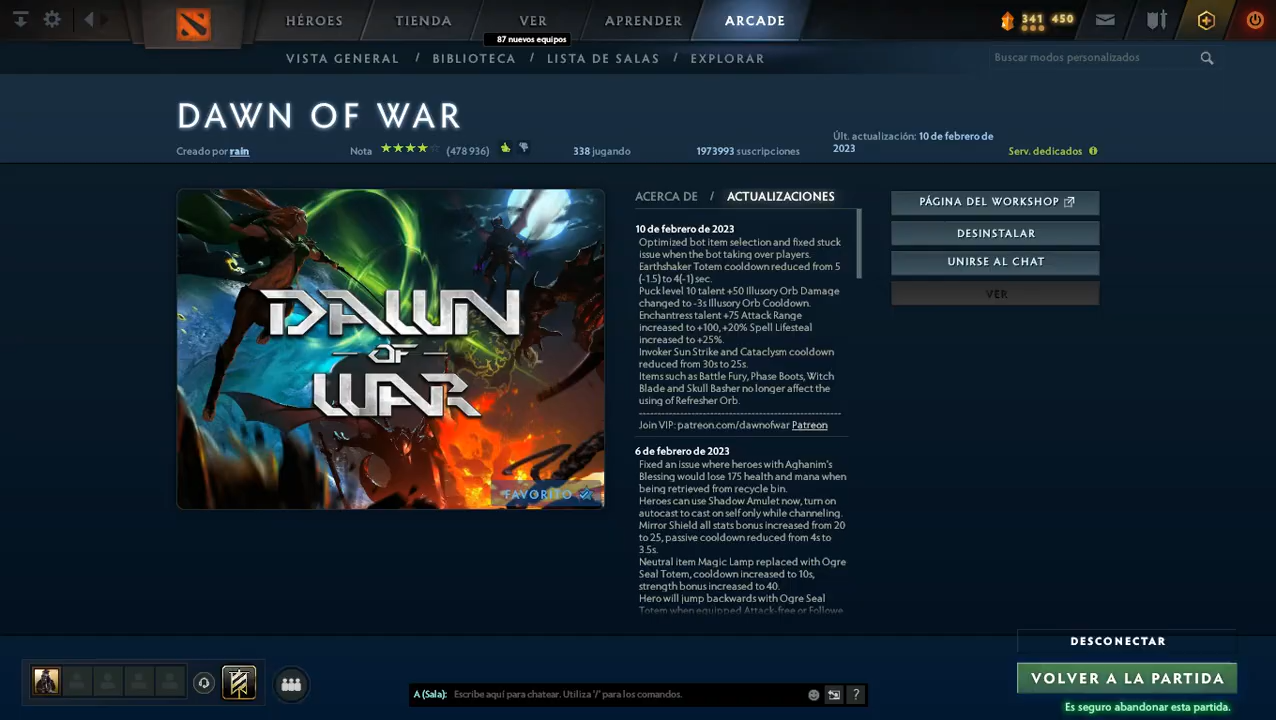 HÉROES
TIENDA
VER
APRENDER
ARCADE
341 450
87 nuevos equipos
VISTA GENERAL / BIBLIOTECA / LISTA DE SALAS / EXPLORAR
Buscar modos personalizados
DAWN OF WAR
Creado por rain
Nota
(478 936)
338 jugando
1973993 suscripciones
Últ. actualización: 10 de febrero de
2023
Serv. dedicados
DAWN
OF
WAR
FAVORITO
ACERCA DE / ACTUALIZACIONES
10 de febrero de 2023
Optimized bot item selection and fixed stuck
issue when the bot taking over players.
Earthshaker Totem cooldown reduced from 5
(-1.5) to 4(-1) sec.
Puck level 10 talent +50 Illusory Orb Damage
changed to -3s Illusory Orb Cooldown.
Enchantress talent +75 Attack Range
increased to +100, +20% Spell Lifesteal
increased to +25%.
Invoker Sun Strike and Cataclysm cooldown
reduced from 30s to 25s.
Items such as Battle Fury, Phase Boots, Witch
Blade and Skull Basher no longer affect the
using of Refresher Orb.
------------------------------------------------------
Join VIP: patreon.com/dawnofwar Patreon
6 de febrero de 2023
Fixed an issue where heroes with Aghanim's
Blessing would lose 175 health and mana when
being retrieved from recycle bin.
Heroes can use Shadow Amulet now, turn on
autocast to cast on self only while channeling.
Mirror Shield all stats bonus increased from 20
to 25, passive cooldown reduced from 4s to
3.5s.
Neutral item Magic Lamp replaced with Ogre
Seal Totem, cooldown increased to 10s,
strength bonus increased to 40.
Hero will jump backwards with Ogre Seal
Totem when equipped Attack-free or Followe
PÁGINA DEL WORKSHOP
DESINSTALAR
UNIRSE AL CHAT
VER
A (Sala): Escribe aquí para chatear. Utiliza '/' para los comandos.
?
DESCONECTAR
VOLVER A LA PARTIDA
Es seguro abandonar esta partida.